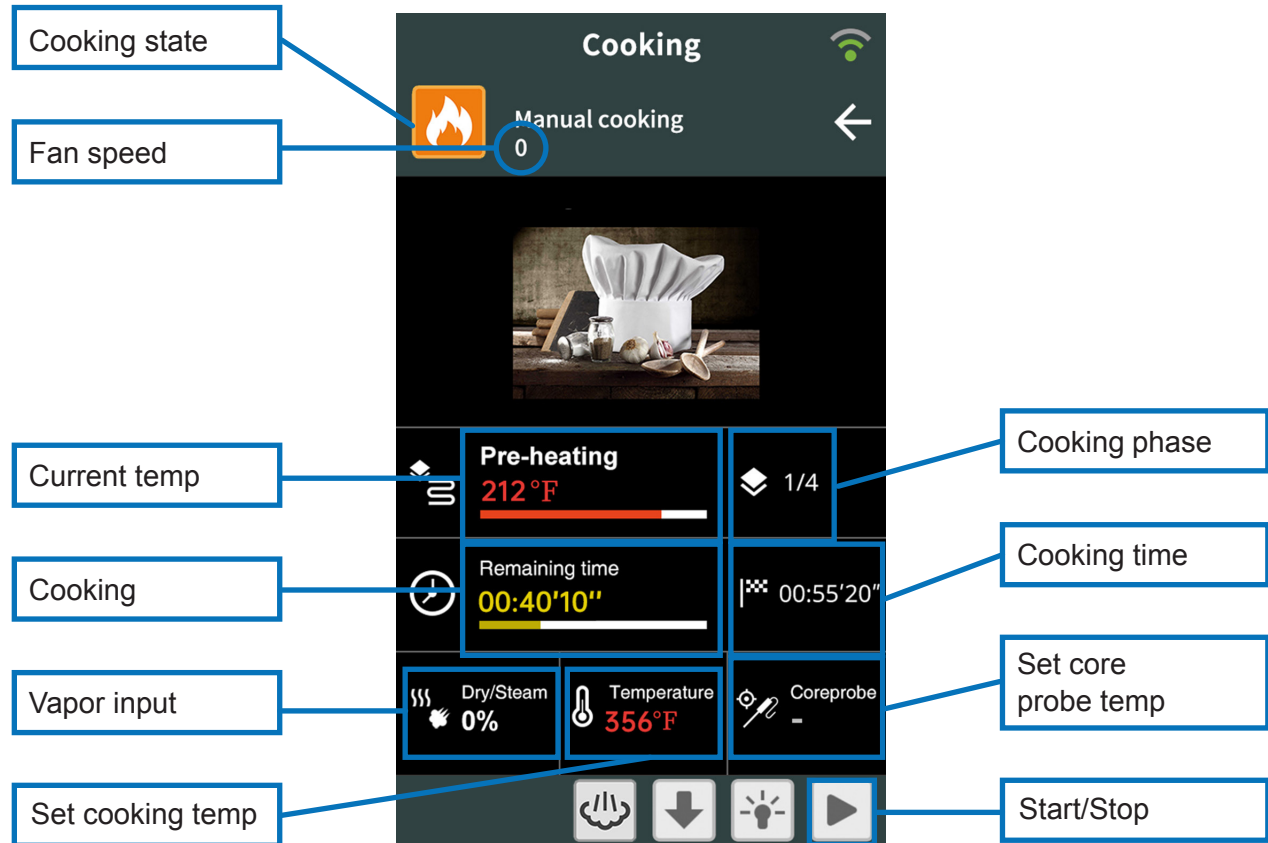 Cooking state
Cooking
Manual cooking
0
Fan speed
Current temp
Pre-heating
212°F
1/4
Cooking phase
Cooking
Remaining time
00:40'10''
00:55'20"
Cooking time
Vapor input
Dry/Steam
0%
Temperature
356°F
Coreprobe
-
Set core
probe temp
Set cooking temp
Start/Stop